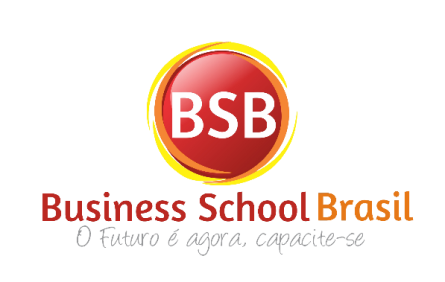 BSB
Business School Brasil
O Futuro é agora, capacite-se